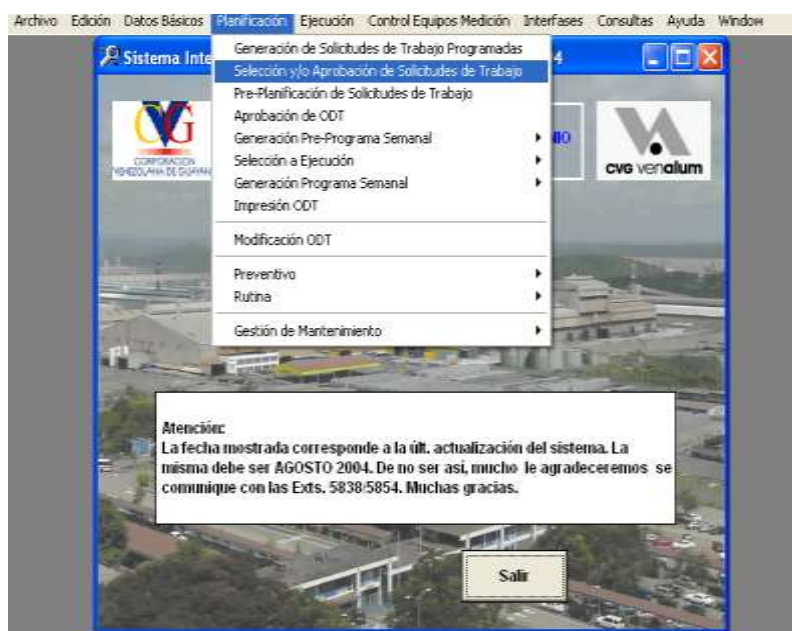 Archivo Edición Datos Básicos Planificación Ejecución Control Equipos Medición Interfases Consultas Ayuda Window
Sistema Inte
4
Generación de Solicitudes de Trabajo Programadas
Selección y/o Aprobación de Solicitudes de Trabajo
Pre-Planificación de Solicitudes de Trabajo
Aprobación de ODT
Generación Pre-Programa Semanal
Selección a Ejecución
Generación Programa Semanal
Impresión ODT
Modificación ODT
Preventivo
Rutina
Gestión de Mantenimiento
CORPORACION
VENEZOLANA DE GUAYAN
NIO
CVG venalum
Atención:
La fecha mostrada corresponde a la últ. actualización del sistema. La
misma debe ser AGOSTO 2004. De no ser así, mucho le agradeceremos se
comunique con las Exts. 5838/5854. Muchas gracias.
Salir